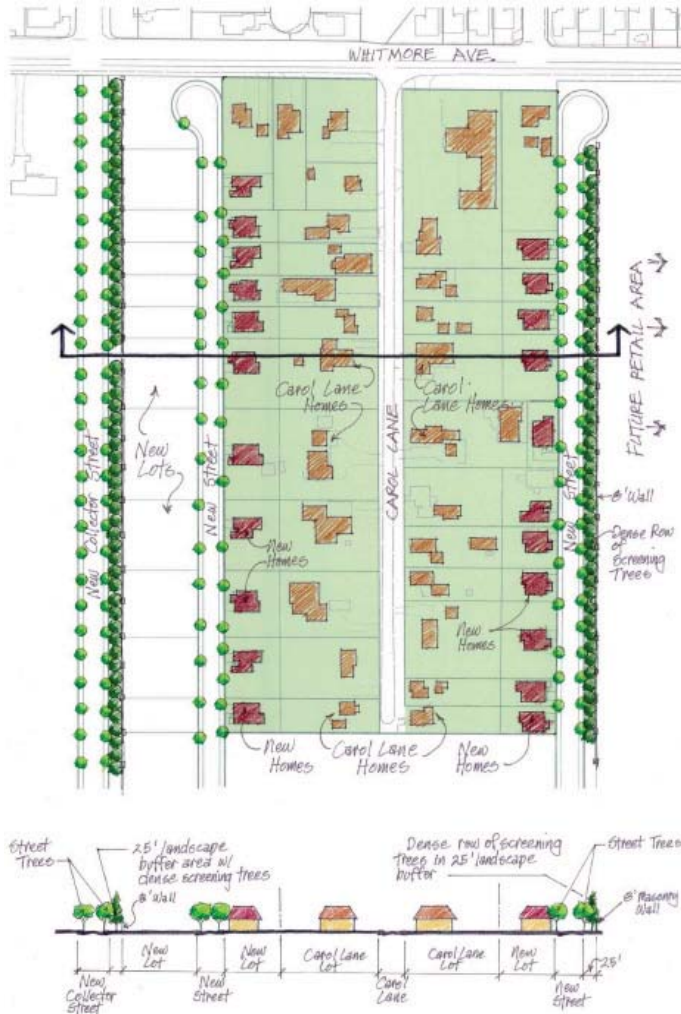 WHITMORE AVE.
FUTURE RETAIL AREA
Carol Lane
Homes
Carol
Lane Homes
CAROL LANE
New
Lots
New Collector Street
New Street
New Street
8' Wall
Dense Row
of
Screening
Trees
New
Homes
New
Homes
New
Homes
Carol Lane
Homes
New
Homes
Street
Trees
25' landscape
buffer area w/
dense screening trees
8' Wall
Dense row of screening
trees in 25' landscape
buffer
Street Trees
8' Masonry
Wall
New
Lot
New
Lot
Carol Lane
Lot
Carol Lane
Lot
New
Lot
25'
New
Collector
Street
New
Street
Carol
Lane
New
Street